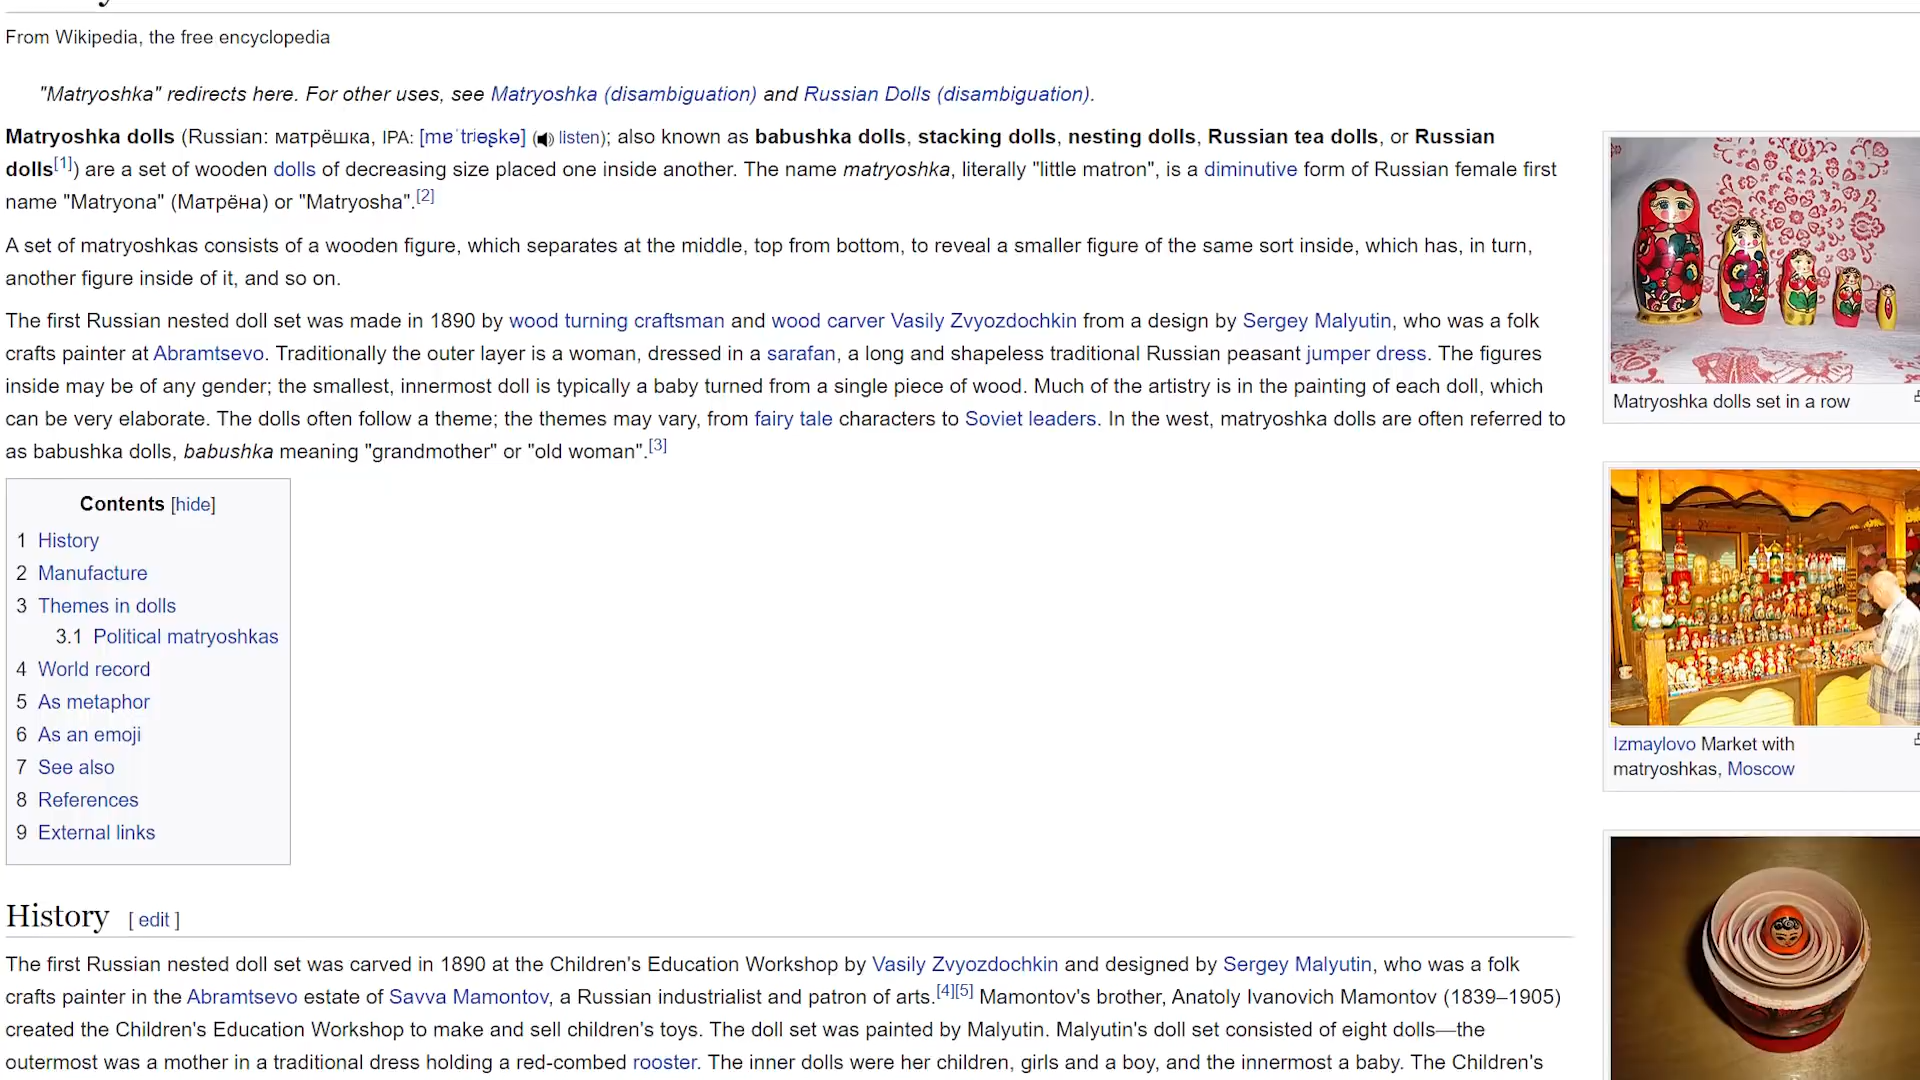 From Wikipedia, the free encyclopedia
"Matryoshka" redirects here. For other uses, see Matryoshka (disambiguation) and Russian Dolls (disambiguation).
Matryoshka dolls (Russian: матрёшка, IPA: [mɐˈtrʲɵʂkə] (listen); also known as babushka dolls, stacking dolls, nesting dolls, Russian tea dolls, or Russian
dolls[1]) are a set of wooden dolls of decreasing size placed one inside another. The name matryoshka, literally "little matron", is a diminutive form of Russian female first
name "Matryona" (Матрёна) or "Matryosha".[2]
A set of matryoshkas consists of a wooden figure, which separates at the middle, top from bottom, to reveal a smaller figure of the same sort inside, which has, in turn,
another figure inside of it, and so on.
The first Russian nested doll set was made in 1890 by wood turning craftsman and wood carver Vasily Zvyozdochkin from a design by Sergey Malyutin, who was a folk
crafts painter at Abramtsevo. Traditionally the outer layer is a woman, dressed in a sarafan, a long and shapeless traditional Russian peasant jumper dress. The figures
inside may be of any gender; the smallest, innermost doll is typically a baby turned from a single piece of wood. Much of the artistry is in the painting of each doll, which
can be very elaborate. The dolls often follow a theme; the themes may vary, from fairy tale characters to Soviet leaders. In the west, matryoshka dolls are often referred to
as babushka dolls, babushka meaning "grandmother" or "old woman".[3]
Contents [hide]
1 History
2 Manufacture
3 Themes in dolls
3.1 Political matryoshkas
4 World record
5 As metaphor
6 As an emoji
7 See also
8 References
9 External links
History [ edit ]
The first Russian nested doll set was carved in 1890 at the Children's Education Workshop by Vasily Zvyozdochkin and designed by Sergey Malyutin, who was a folk
crafts painter in the Abramtsevo estate of Savva Mamontov, a Russian industrialist and patron of arts.[4][5] Mamontov's brother, Anatoly Ivanovich Mamontov (1839–1905)
created the Children's Education Workshop to make and sell children's toys. The doll set was painted by Malyutin. Malyutin's doll set consisted of eight dolls—the
outermost was a mother in a traditional dress holding a red-combed rooster. The inner dolls were her children, girls and a boy, and the innermost a baby. The Children's
Matryoshka dolls set in a row
Izmaylovo Market with
matryoshkas, Moscow